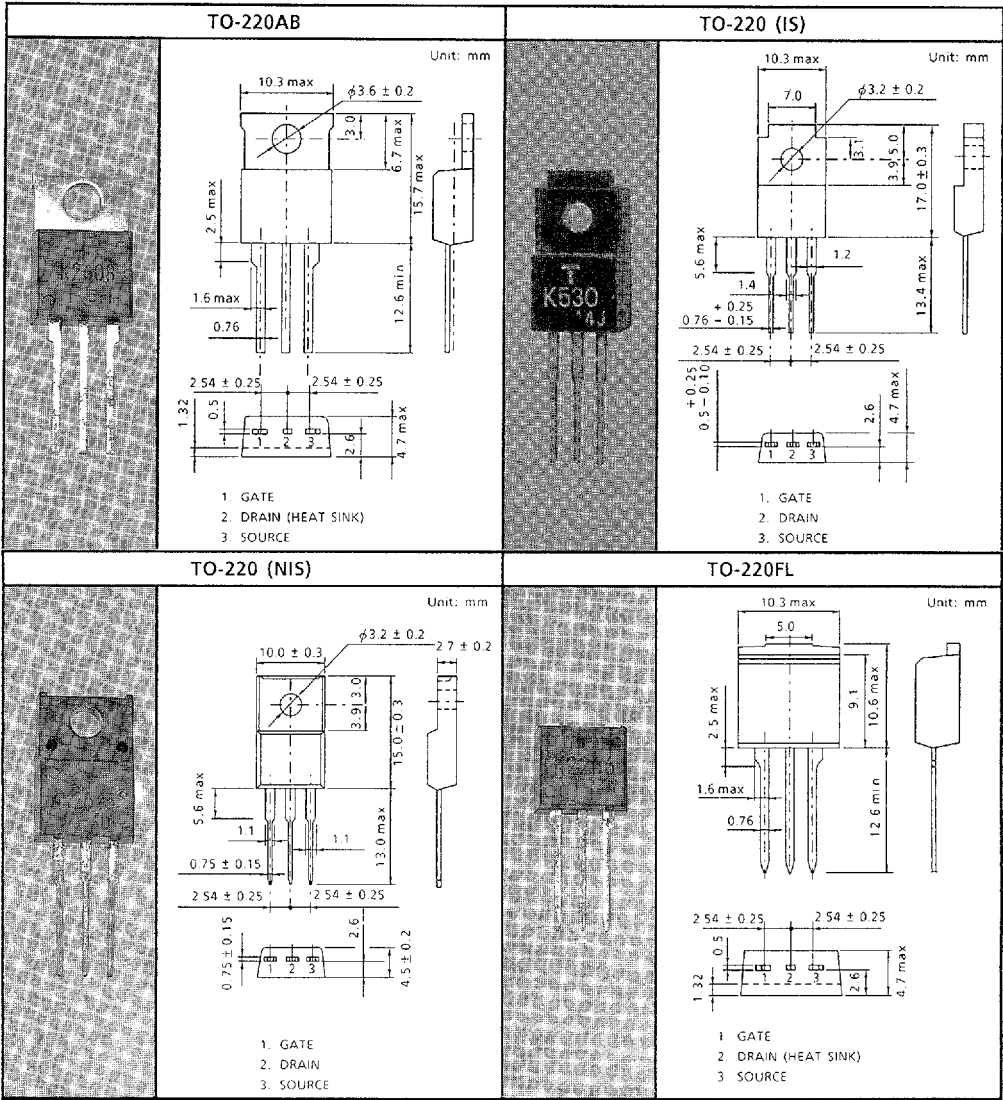 TO-220AB
Unit: mm
10.3 max
ϕ3.6 ± 0.2
3.0
6.7 max
15.7 max
2.5 max
1.6 max
0.76
12.6 min
2.54 ± 0.25
2.54 ± 0.25
1.32
0.5
1 2 3
2.6
4.7 max
1. GATE
2. DRAIN (HEAT SINK)
3. SOURCE
TO-220 (IS)
Unit: mm
10.3 max
7.0
ϕ3.2 ± 0.2
3.1
3.9 5.0
17.0 ± 0.3
5.6 max
1.2
1.4
+ 0.25
0.76 – 0.15
13.4 max
2.54 ± 0.25
2.54 ± 0.25
+ 0.25
0.5 – 0.10
1 2 3
2.6
4.7 max
1. GATE
2. DRAIN
3. SOURCE
T
K530
4J
TO-220 (NIS)
Unit: mm
ϕ3.2 ± 0.2
10.0 ± 0.3
2.7 ± 0.2
3.9 3.0
15.0 ± 0.3
5.6 max
1.1
1.1
0.75 ± 0.15
13.0 max
2.54 ± 0.25
2.54 ± 0.25
0.75 ± 0.15
1 2 3
2.6
4.5 ± 0.2
1. GATE
2. DRAIN
3. SOURCE
TO-220FL
Unit: mm
10.3 max
5.0
9.1
10.6 max
2.5 max
1.6 max
0.76
12.6 min
2.54 ± 0.25
2.54 ± 0.25
0.5
1.32
1 2 3
2.6
4.7 max
1 GATE
2. DRAIN (HEAT SINK)
3 SOURCE